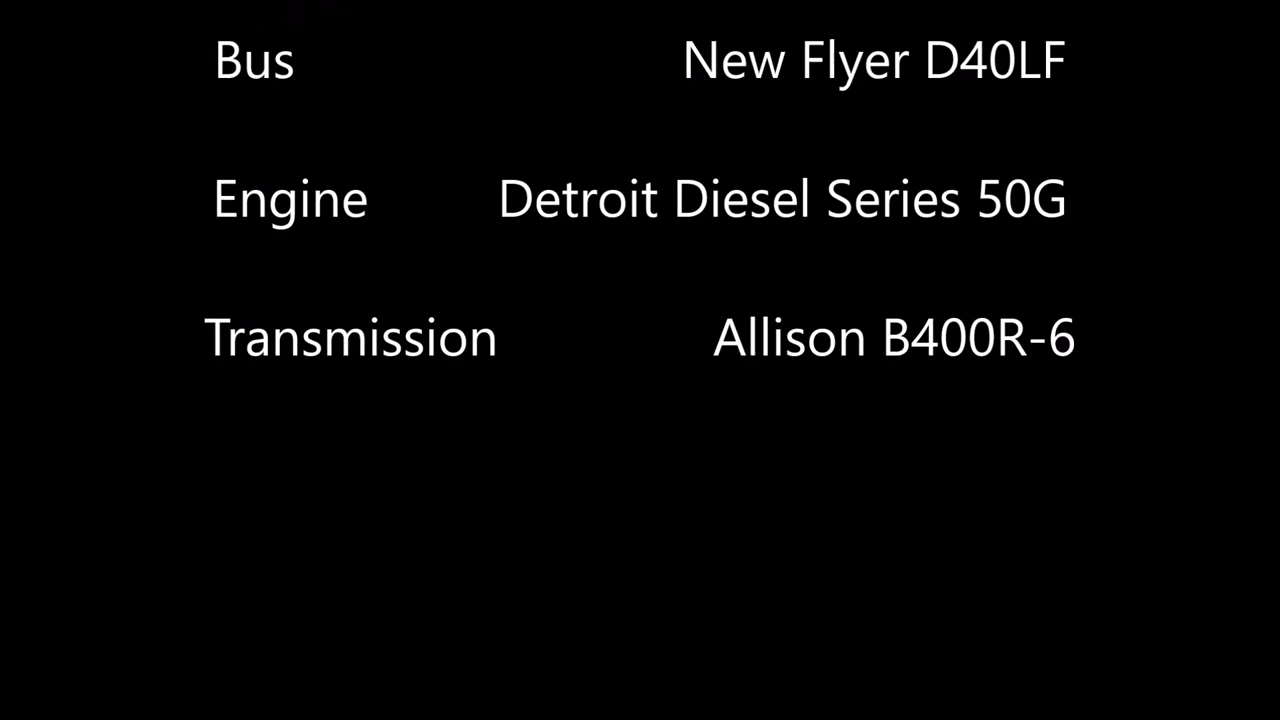 Bus New Flyer D40LF
Engine Detroit Diesel Series 50G
Transmission Allison B400R-6